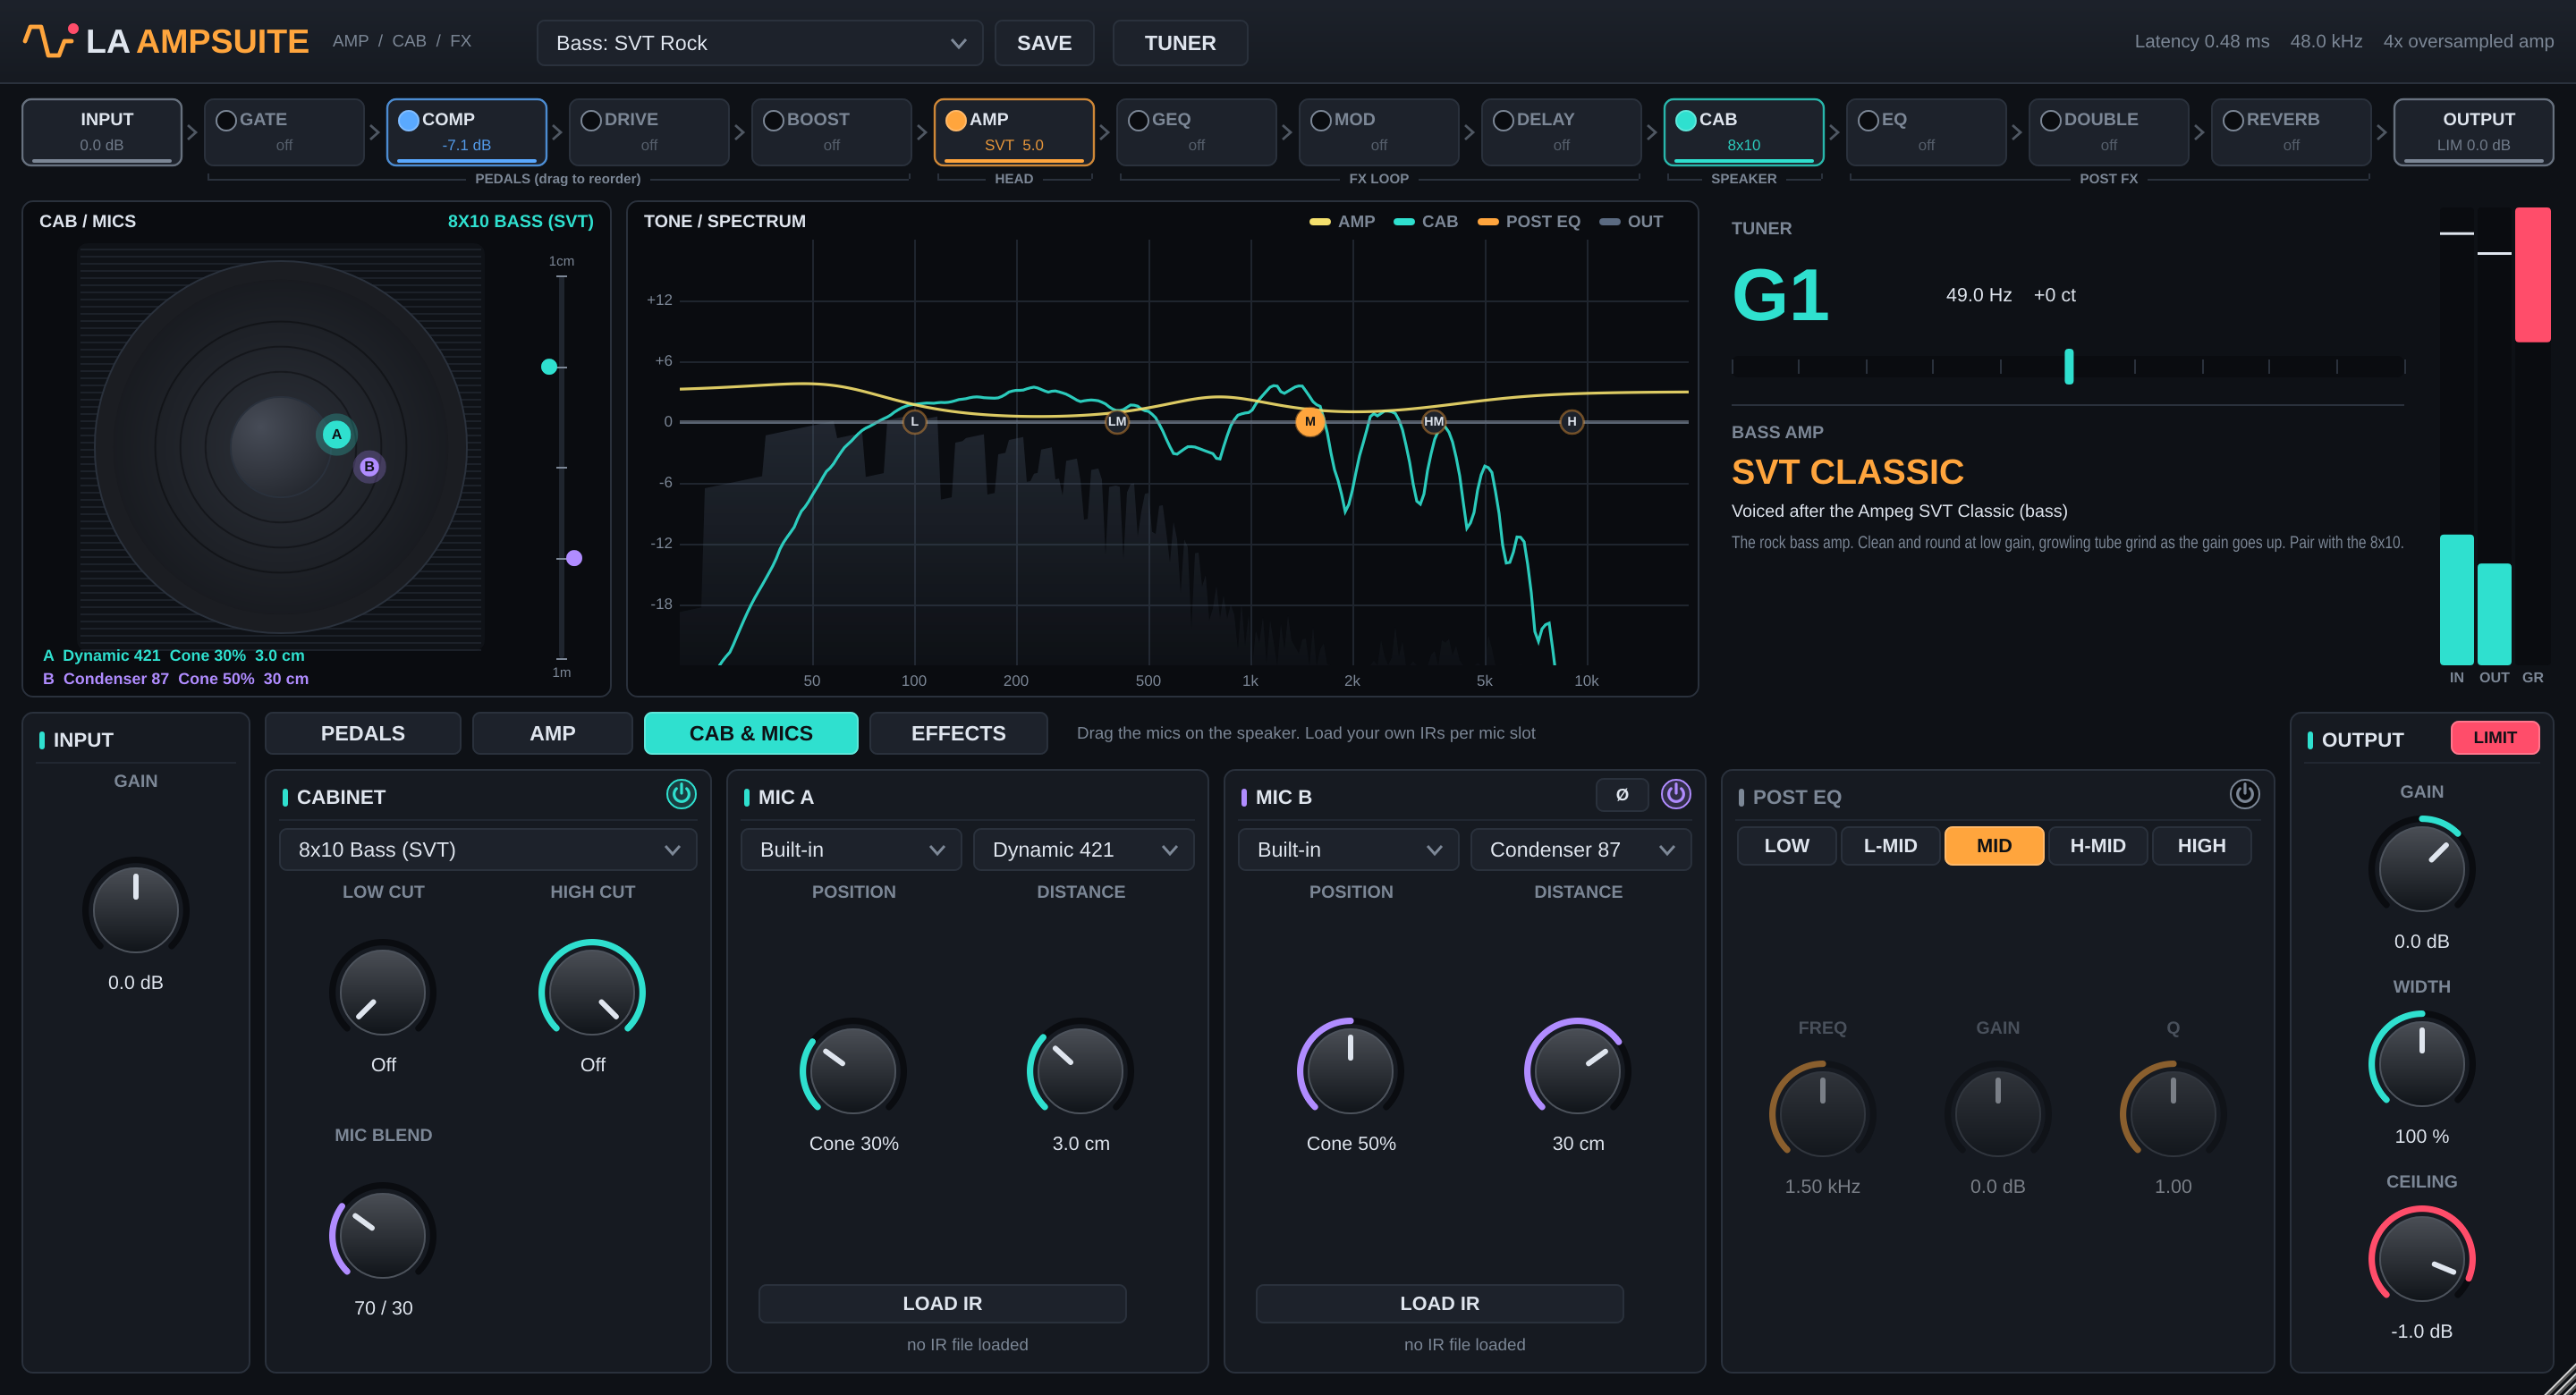 LA AMPSUITE AMP / CAB / FX Bass: SVT Rock SAVE TUNER Latency 0.48 ms 48.0 kHz 4x oversampled amp
INPUT GATE COMP DRIVE BOOST AMP GEQ MOD DELAY CAB EQ DOUBLE REVERB OUTPUT
0.0 dB off -7.1 dB off off SVT 5.0 off off off 8x10 off off off LIM 0.0 dB
PEDALS (drag to reorder) HEAD FX LOOP SPEAKER POST FX
CAB / MICS 8X10 BASS (SVT)
1cm
A
B
A Dynamic 421 Cone 30% 3.0 cm
B Condenser 87 Cone 50% 30 cm
1m
TONE / SPECTRUM AMP CAB POST EQ OUT
+12
+6
0
-6
-12
-18
L LM M HM H
50 100 200 500 1k 2k 5k 10k
TUNER
G1 49.0 Hz +0 ct
BASS AMP
SVT CLASSIC
Voiced after the Ampeg SVT Classic (bass)
The rock bass amp. Clean and round at low gain, growling tube grind as the gain goes up. Pair with the 8x10.
IN OUT GR
INPUT
GAIN
0.0 dB
PEDALS AMP CAB & MICS EFFECTS Drag the mics on the speaker. Load your own IRs per mic slot
CABINET
8x10 Bass (SVT)
LOW CUT HIGH CUT
Off Off
MIC BLEND
70 / 30
MIC A
Built-in Dynamic 421
POSITION DISTANCE
Cone 30% 3.0 cm
LOAD IR
no IR file loaded
MIC B Ø
Built-in Condenser 87
POSITION DISTANCE
Cone 50% 30 cm
LOAD IR
no IR file loaded
POST EQ
LOW L-MID MID H-MID HIGH
FREQ GAIN Q
1.50 kHz 0.0 dB 1.00
OUTPUT LIMIT
GAIN
0.0 dB
WIDTH
100 %
CEILING
-1.0 dB